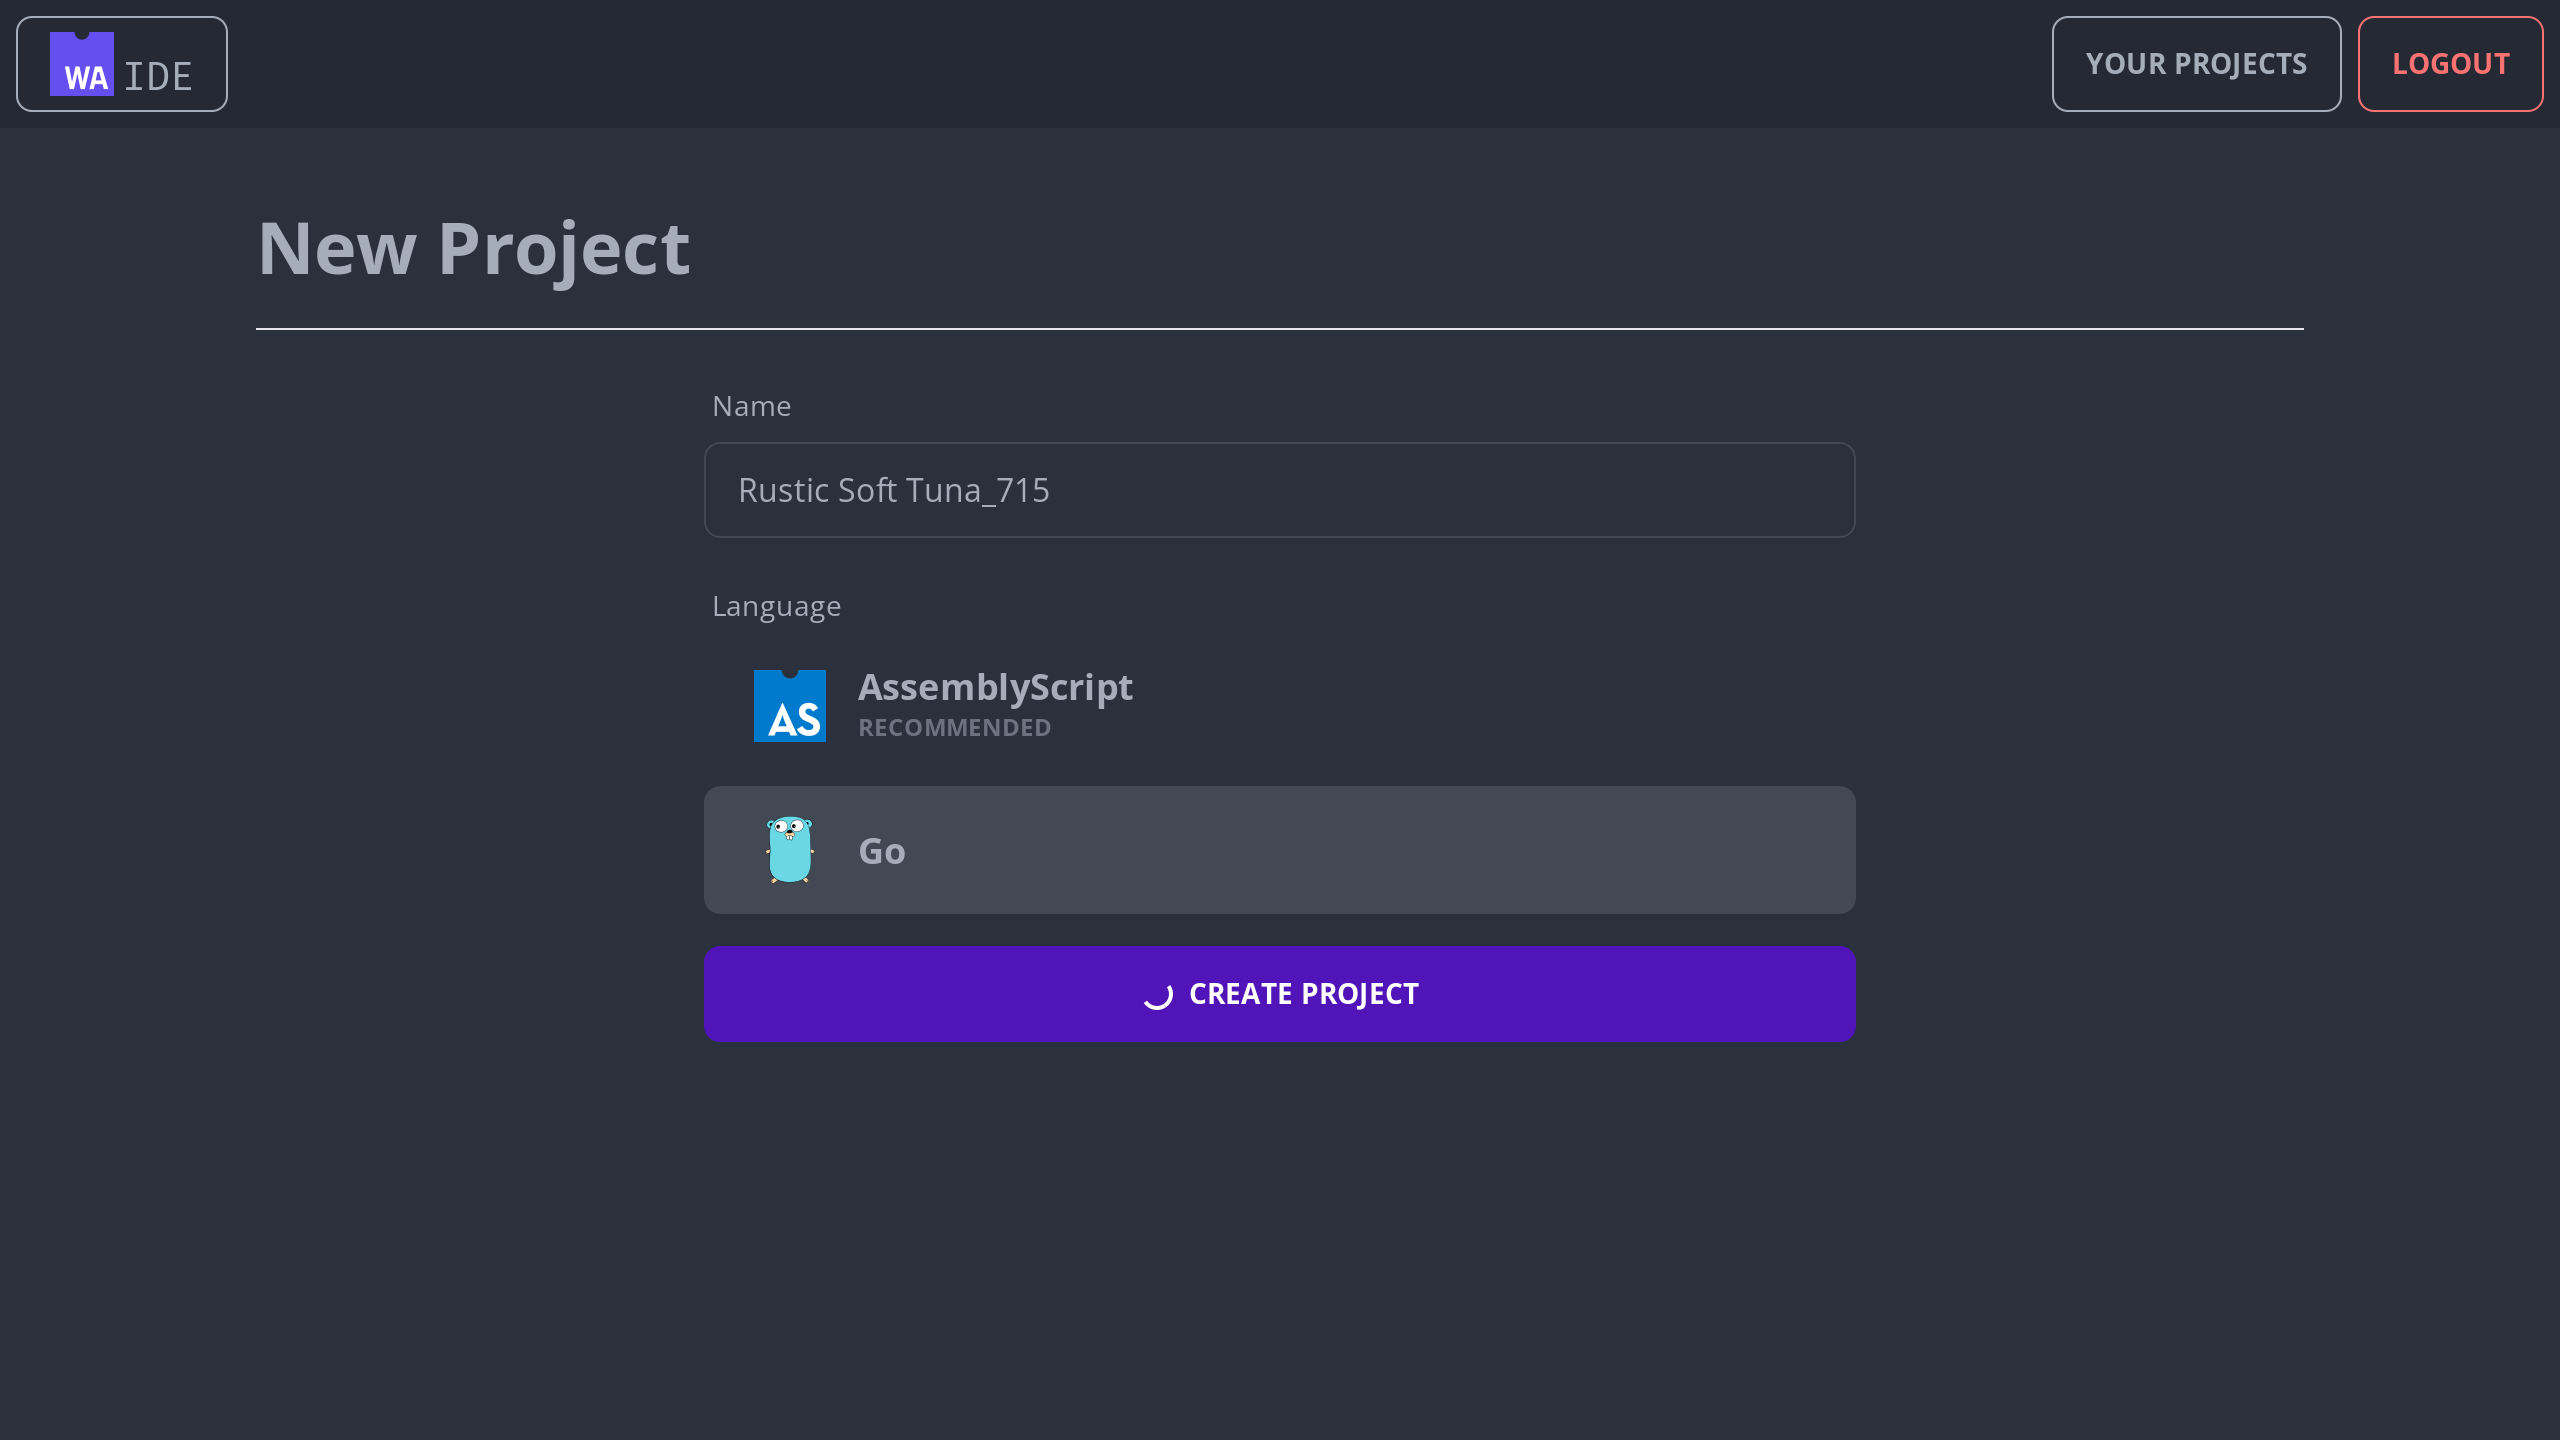 WA IDE
YOUR PROJECTS
LOGOUT
New Project
Name
Rustic Soft Tuna_715
Language
AS
AssemblyScript
RECOMMENDED
Go
CREATE PROJECT